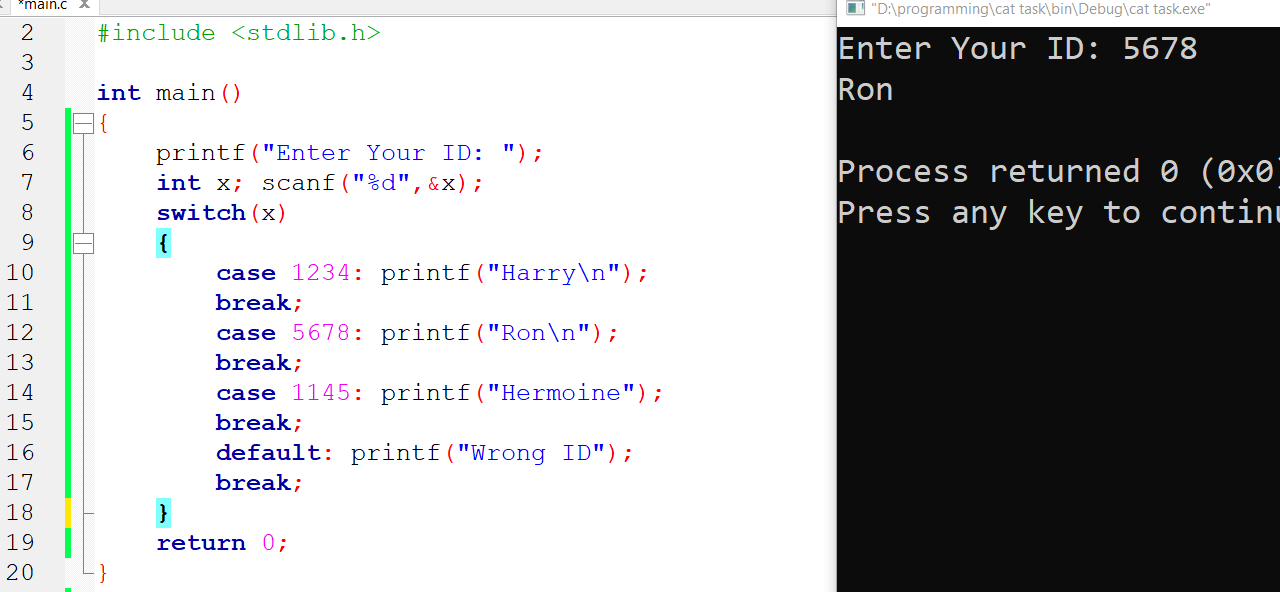 *main.c X
2 #include <stdlib.h>
3
4 int main()
5 {
6 printf("Enter Your ID: ");
7 int x; scanf("%d",&x);
8 switch(x)
9 {
10 case 1234: printf("Harry\n");
11 break;
12 case 5678: printf("Ron\n");
13 break;
14 case 1145: printf("Hermoine");
15 break;
16 default: printf("Wrong ID");
17 break;
18 }
19 return 0;
20 }
"D:\programming\cat task\bin\Debug\cat task.exe"
Enter Your ID: 5678
Ron
Process returned 0 (0x0)
Press any key to continu